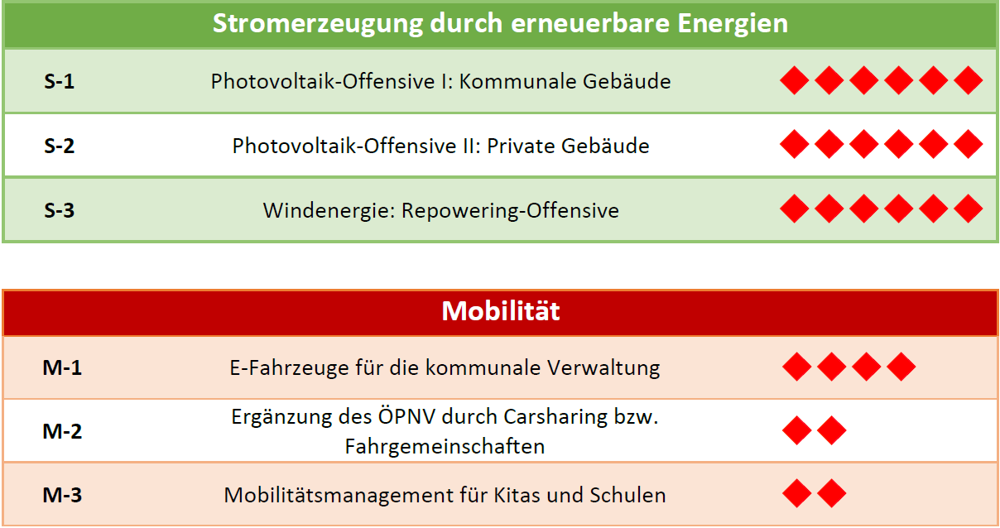 Stromerzeugung durch erneuerbare Energien
S-1 Photovoltaik-Offensive I: Kommunale Gebäude
S-2 Photovoltaik-Offensive II: Private Gebäude
S-3 Windenergie: Repowering-Offensive
Mobilität
M-1 E-Fahrzeuge für die kommunale Verwaltung
M-2 Ergänzung des ÖPNV durch Carsharing bzw.
Fahrgemeinschaften
M-3 Mobilitätsmanagement für Kitas und Schulen